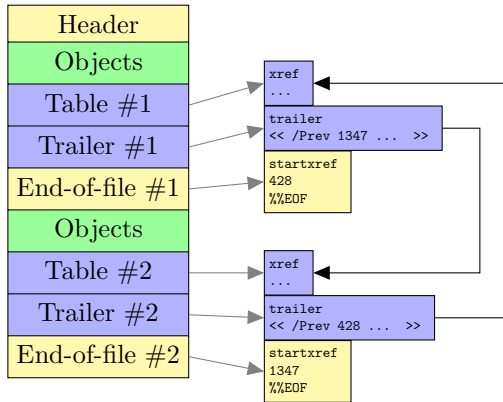 Header
Objects
Table #1
Trailer #1
End-of-file #1
Objects
Table #2
Trailer #2
End-of-file #2
xref
...
trailer
<< /Prev 1347 ... >>
startxref
428
%%EOF
xref
...
trailer
<< /Prev 428 ... >>
startxref
1347
%%EOF